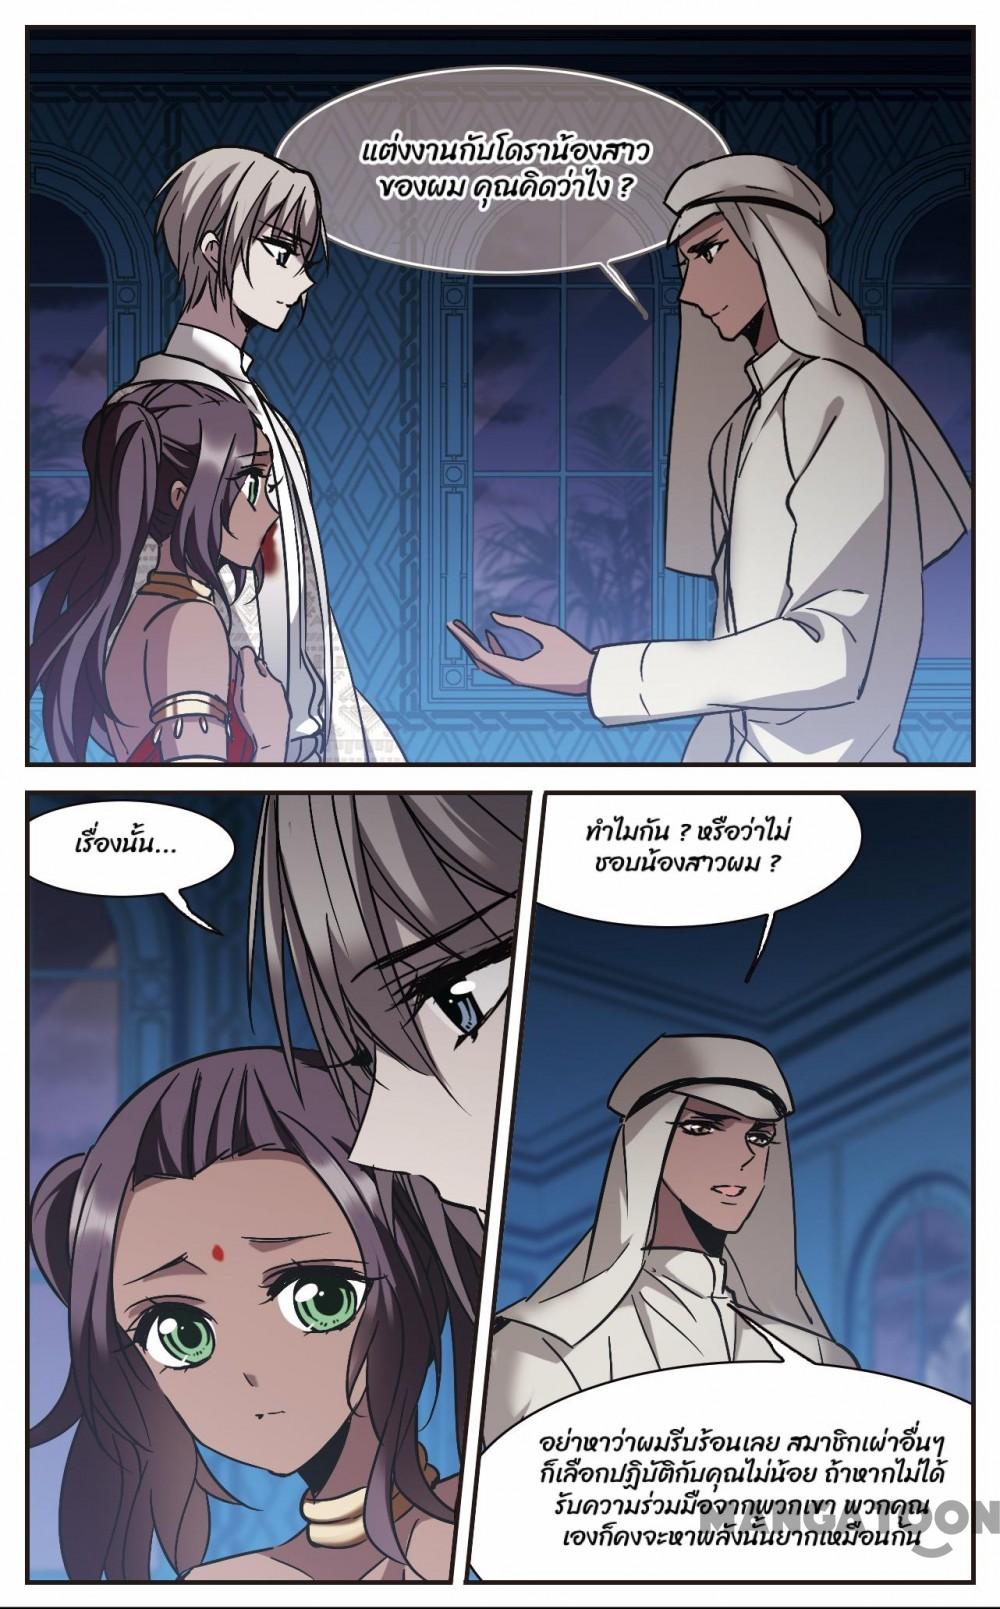 แต่งงานกับโดราน้องสาว
ของผม คุณคิดว่าไง ?
เรื่องนั้น...
ทำไมกัน ? หรือว่าไม่
ชอบน้องสาวผม ?
อย่าหาว่าผมรีบร้อนเลย สมาชิกเผ่าอื่นๆ
ก็เลือกปฏิบัติกับคุณไม่น้อย ถ้าหากไม่ได้
รับความร่วมมือจากพวกเขา พวกคุณ
เองก็คงจะหาพลังนั้นยากเหมือนกัน
MANGATOON